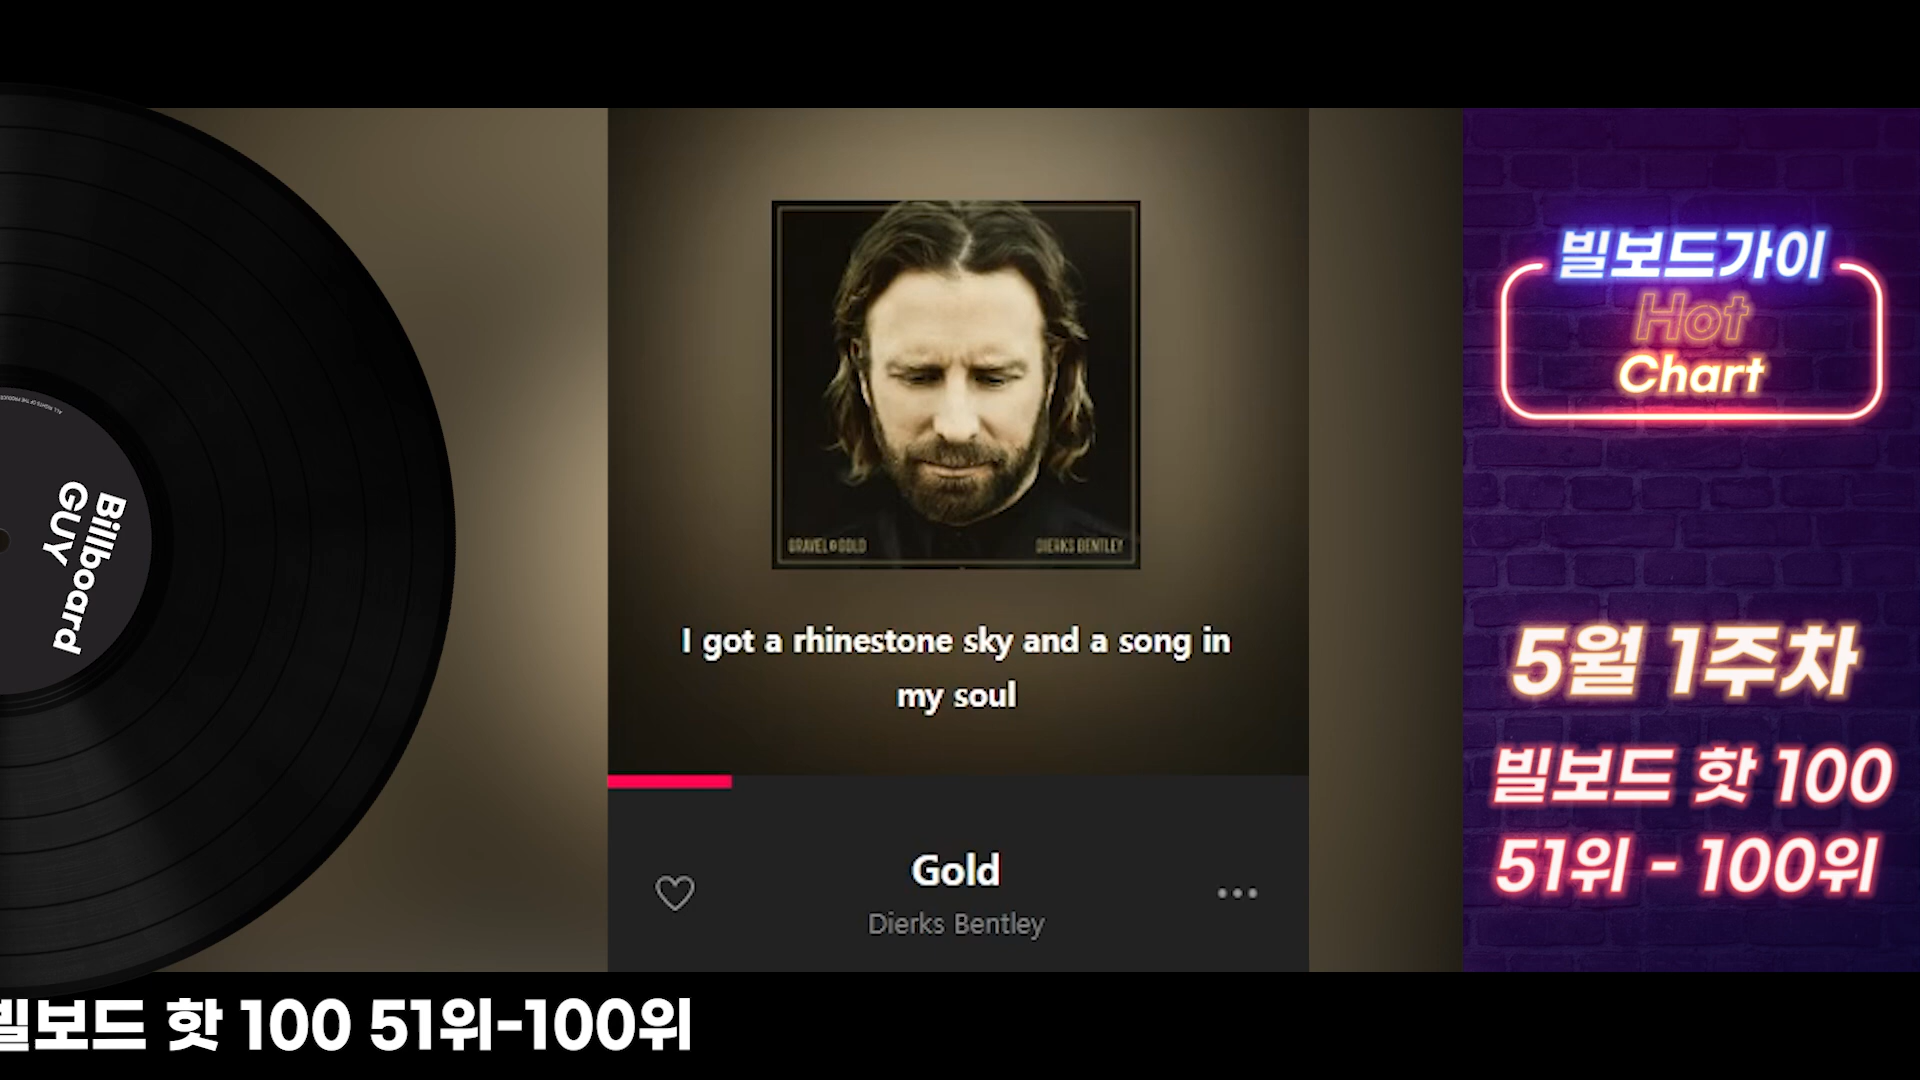 Billboard
GUY
GRAVEL & GOLD
DIERKS BENTLEY
I got a rhinestone sky and a song in
my soul
Gold
Dierks Bentley
빌보드가이
Hot
Chart
5월 1주차
빌보드 핫 100
51위 - 100위
빌보드 핫 100 51위-100위